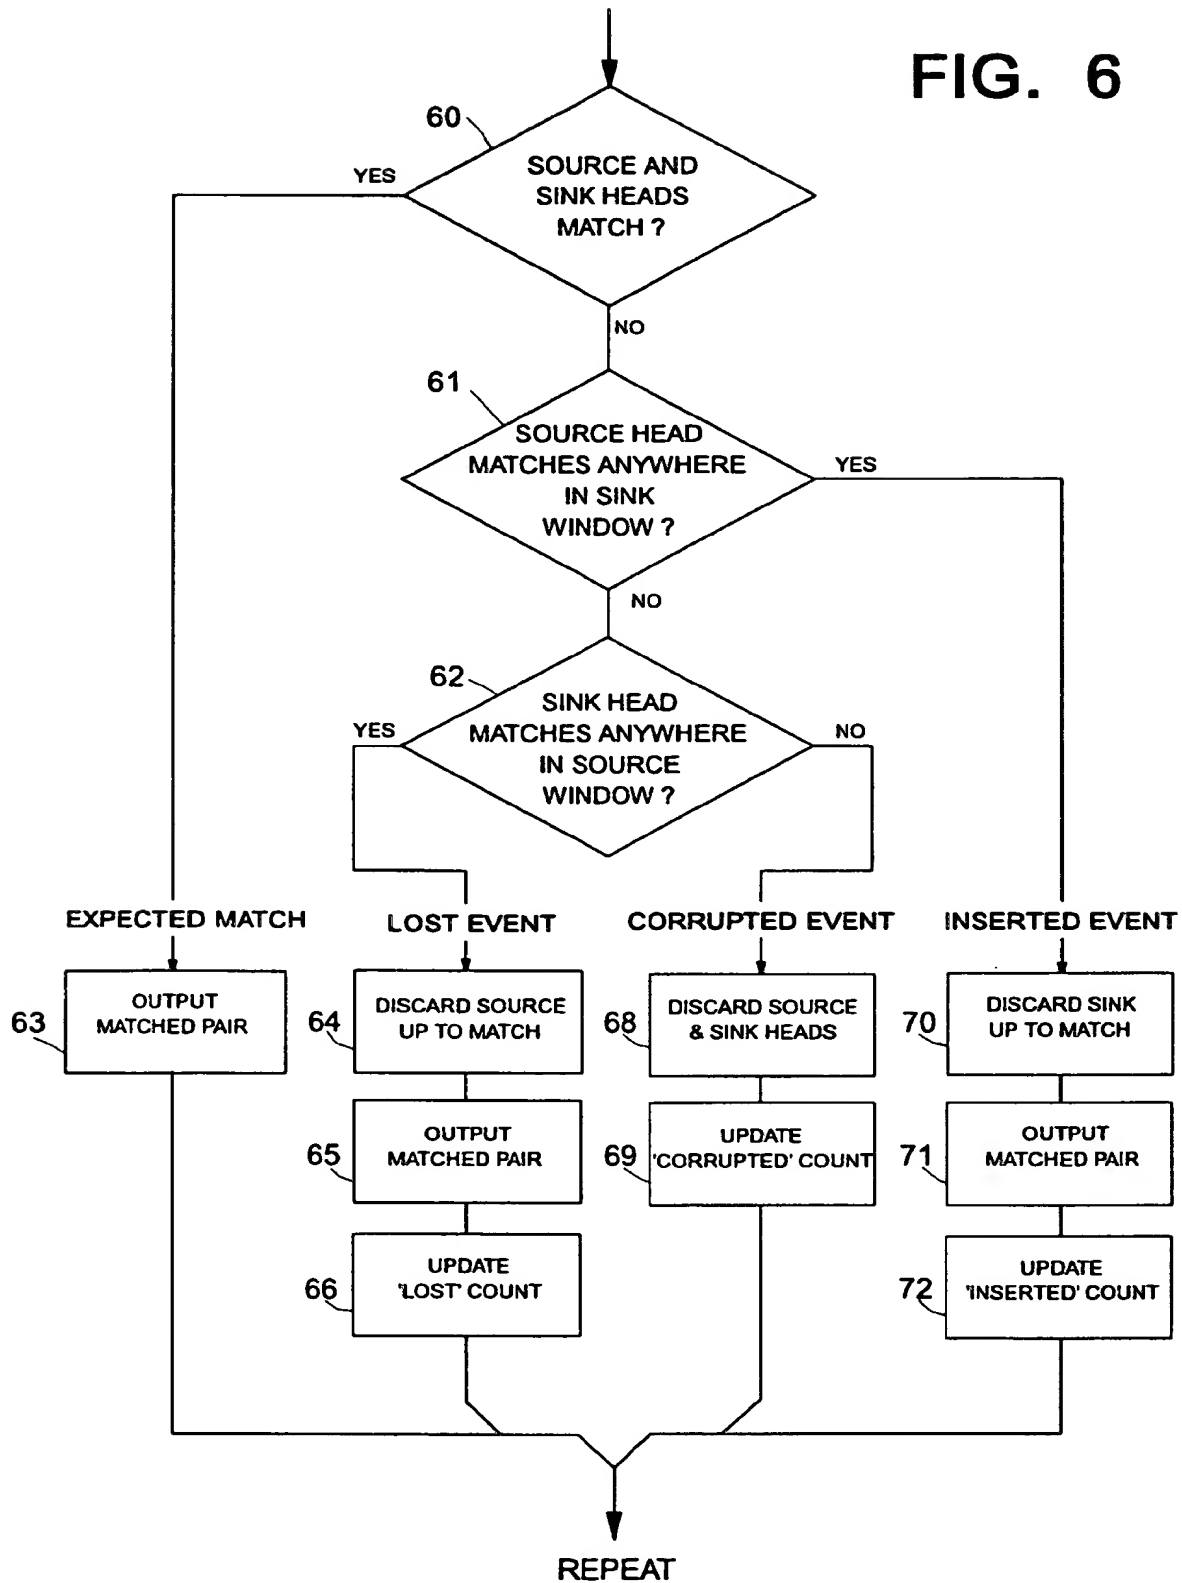 FIG. 6
60
SOURCE AND
SINK HEADS
MATCH ?
YES
NO
61
SOURCE HEAD
MATCHES ANYWHERE
IN SINK
WINDOW ?
YES
NO
62
SINK HEAD
MATCHES ANYWHERE
IN SOURCE
WINDOW ?
YES
NO
EXPECTED MATCH
LOST EVENT
CORRUPTED EVENT
INSERTED EVENT
63
OUTPUT
MATCHED PAIR
64
DISCARD SOURCE
UP TO MATCH
68
DISCARD SOURCE
& SINK HEADS
70
DISCARD SINK
UP TO MATCH
65
OUTPUT
MATCHED PAIR
69
UPDATE
'CORRUPTED' COUNT
71
OUTPUT
MATCHED PAIR
66
UPDATE
'LOST' COUNT
72
UPDATE
'INSERTED' COUNT
REPEAT